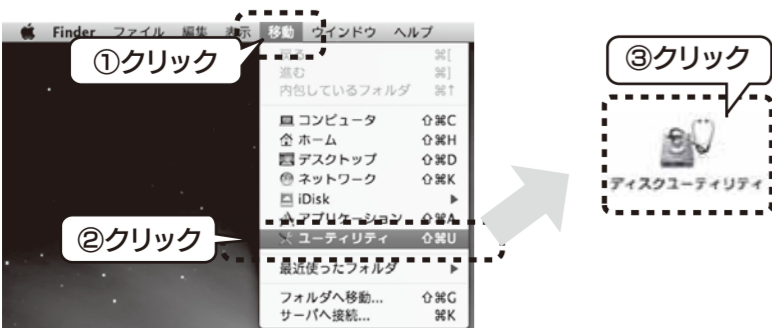 Finder ファイル 編集 表示 移動 ウインドウ ヘルプ
①クリック
戻る ⌘[
進む ⌘]
内包しているフォルダ ⌘↑
コンピュータ ⇧⌘C
ホーム ⇧⌘H
デスクトップ ⇧⌘D
ネットワーク ⇧⌘K
iDisk ▶
アプリケーション ⇧⌘A
②クリック
ユーティリティ ⇧⌘U
最近使ったフォルダ ▶
フォルダへ移動... ⇧⌘G
サーバへ接続... ⌘K
③クリック
ディスクユーティリティ